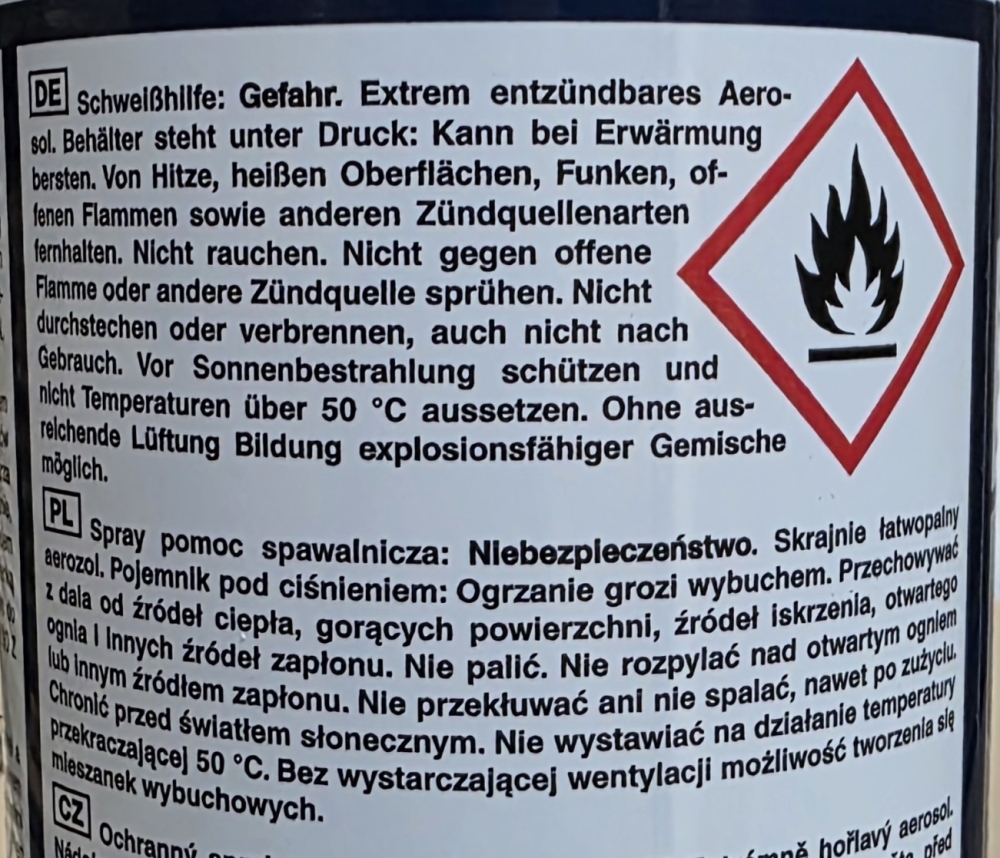 DE Schweißhilfe: Gefahr. Extrem entzündbares Aero-
sol. Behälter steht unter Druck: Kann bei Erwärmung
bersten. Von Hitze, heißen Oberflächen, Funken, of-
fenen Flammen sowie anderen Zündquellenarten
fernhalten. Nicht rauchen. Nicht gegen offene
Flamme oder andere Zündquelle sprühen. Nicht
durchstechen oder verbrennen, auch nicht nach
Gebrauch. Vor Sonnenbestrahlung schützen und
nicht Temperaturen über 50 °C aussetzen. Ohne aus-
reichende Lüftung Bildung explosionsfähiger Gemische
möglich.
PL Spray pomoc spawalnicza: Niebezpieczeństwo. Skrajnie łatwopalny
aerozol. Pojemnik pod ciśnieniem: Ogrzanie grozi wybuchem. Przechowywać
z dala od źródeł ciepła, gorących powierzchni, źródeł iskrzenia, otwartego
ognia i innych źródeł zapłonu. Nie palić. Nie rozpylać nad otwartym ogniem
lub innym źródłem zapłonu. Nie przekłuwać ani nie spalać, nawet po zużyciu.
Chronić przed światłem słonecznym. Nie wystawiać na działanie temperatury
przekraczającej 50 °C. Bez wystarczającej wentylacji możliwość tworzenia się
mieszanek wybuchowych.
CZ Ochranný hořlavý aerosol.
před